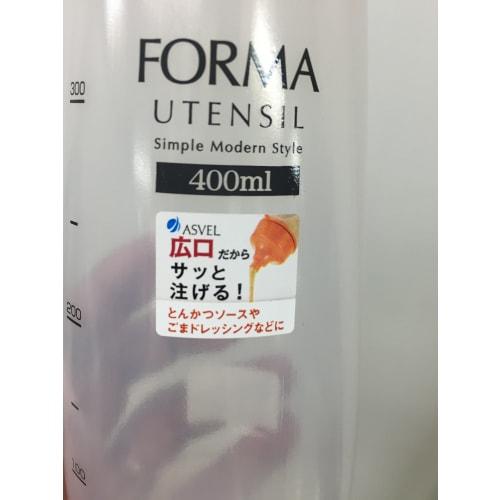 FORMA
UTENSIL
Simple Modern Style
400ml
ASVEL
広口だから
サッと
注げる!
とんかつソースや
ごまドレッシングなどに
300
200
100